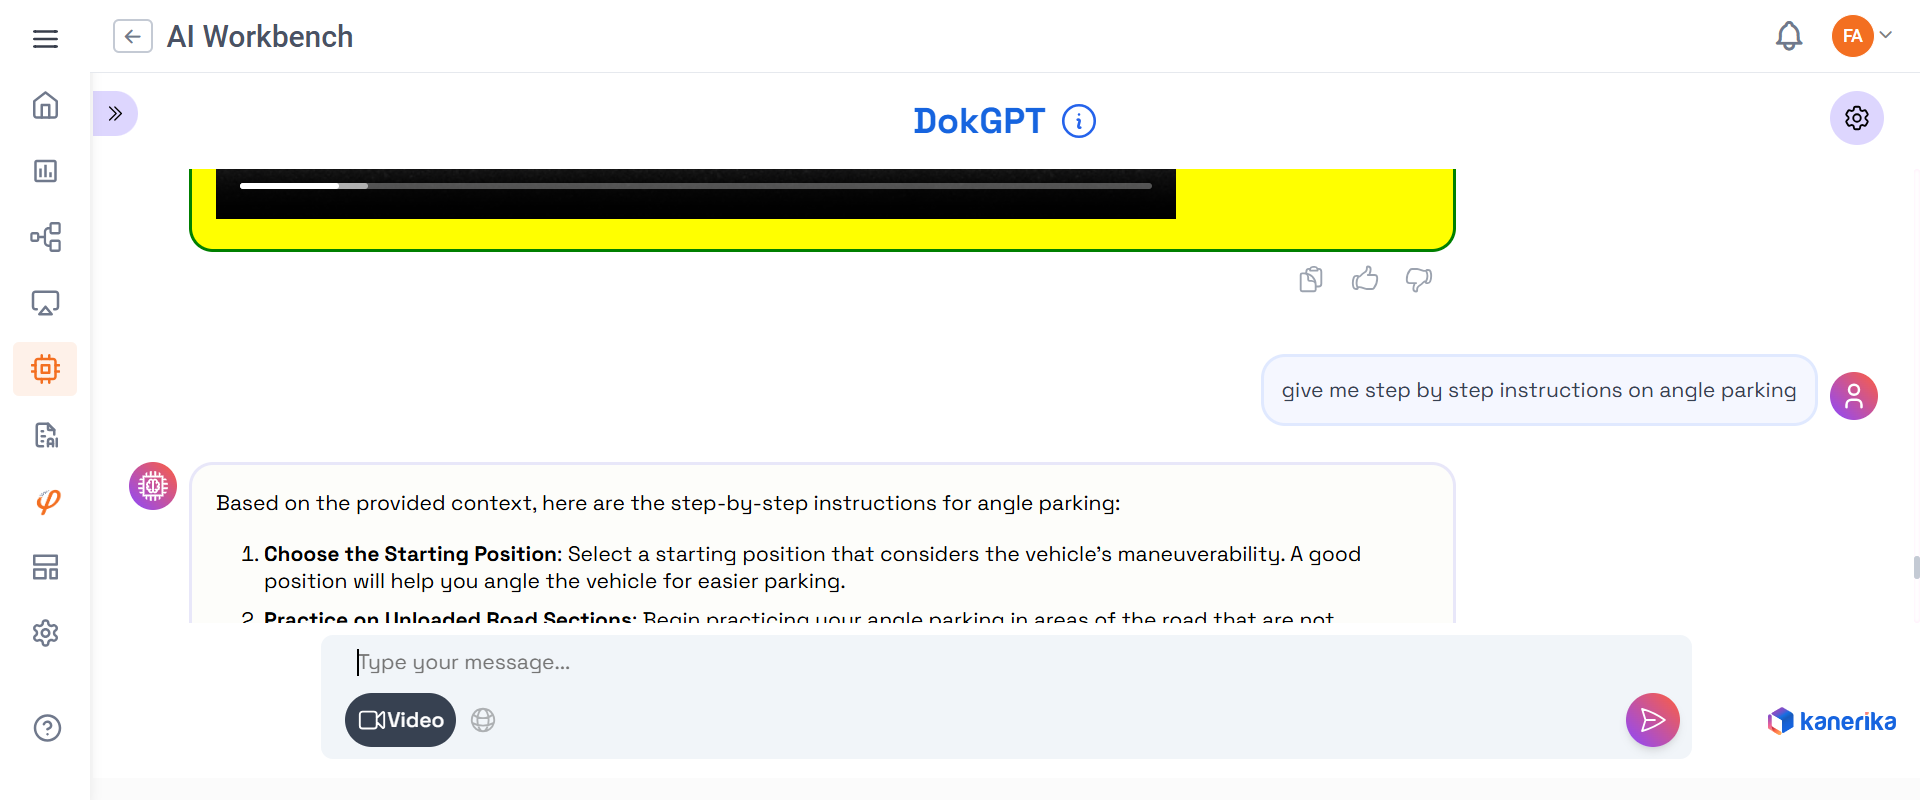 AI Workbench
FA
DokGPT
give me step by step instructions on angle parking
Based on the provided context, here are the step-by-step instructions for angle parking:
1. Choose the Starting Position: Select a starting position that considers the vehicle's maneuverability. A good
position will help you angle the vehicle for easier parking.
2. Practice on Unloaded Road Sections: Begin practicing your angle parking in areas of the road that are not
Type your message...
Video
kanerika